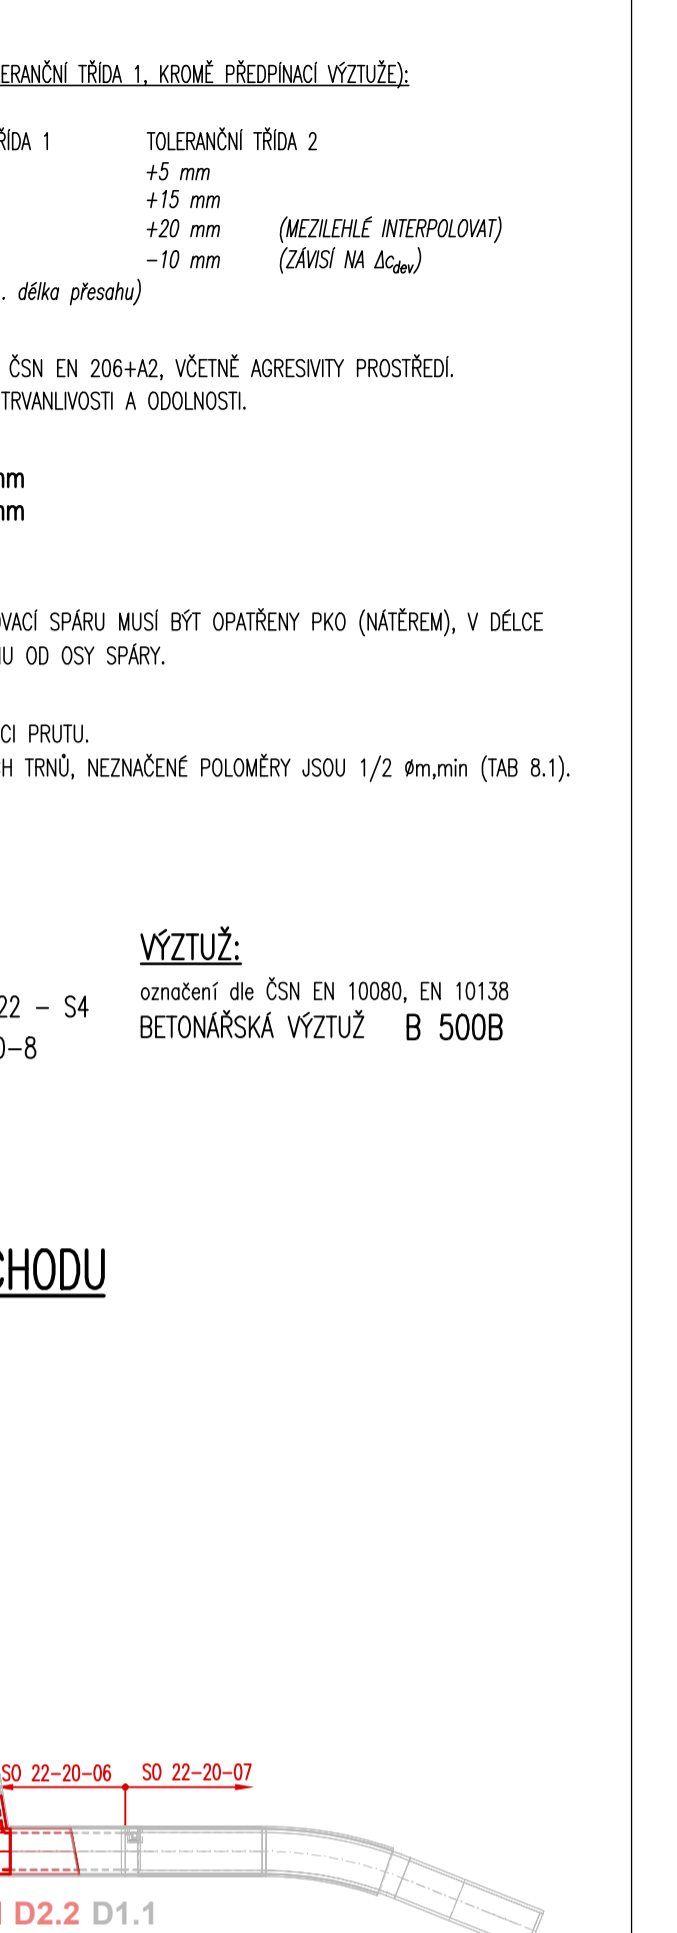 ERANČNÍ TŘÍDA 1, KROMĚ PŘEDPÍNACÍ VÝZTUŽE):
ŘÍDA 1 TOLERANČNÍ TŘÍDA 2
+5 mm
+15 mm
+20 mm (MEZILEHLÉ INTERPOLOVAT)
−10 mm (ZÁVISÍ NA Δcdev)
. délka přesahu)
ČSN EN 206+A2, VČETNĚ AGRESIVITY PROSTŘEDÍ.
TRVANLIVOSTI A ODOLNOSTI.
mm
mm
OVACÍ SPÁRU MUSÍ BÝT OPATŘENY PKO (NÁTĚREM), V DÉLCE
U OD OSY SPÁRY.
CI PRUTU.
CH TRNŮ, NEZNAČENÉ POLOMĚRY JSOU 1/2 øm,min (TAB 8.1).
VÝZTUŽ:
označení dle ČSN EN 10080, EN 10138
22 − S4
BETONÁŘSKÁ VÝZTUŽ B 500B
0−8
CHODU
SO 22−20−06 SO 22−20−07
D2.2 D1.1